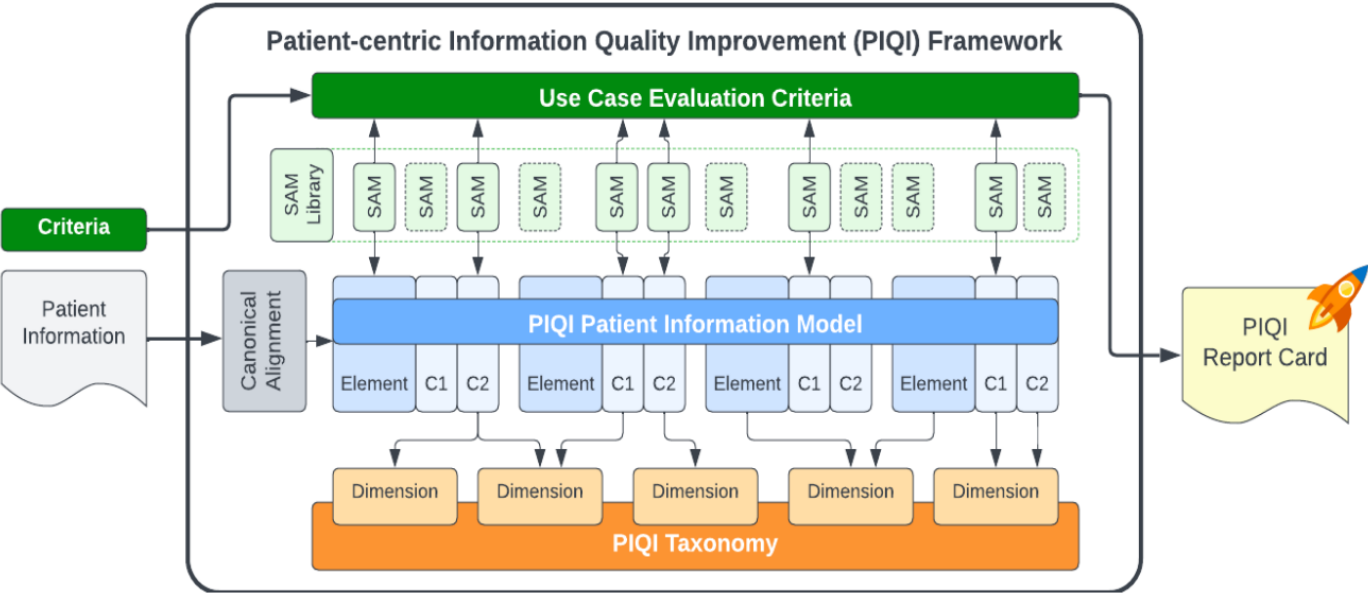 Patient-centric Information Quality Improvement (PIQI) Framework
Use Case Evaluation Criteria
SAM
Library
SAM
SAM
SAM
SAM
SAM
SAM
SAM
SAM
SAM
SAM
SAM
SAM
Criteria
Patient
Information
Canonical
Alignment
PIQI Patient Information Model
Element
C1
C2
Element
C1
C2
Element
C1
C2
Element
C1
C2
PIQI
Report Card
Dimension
Dimension
Dimension
Dimension
Dimension
PIQI Taxonomy